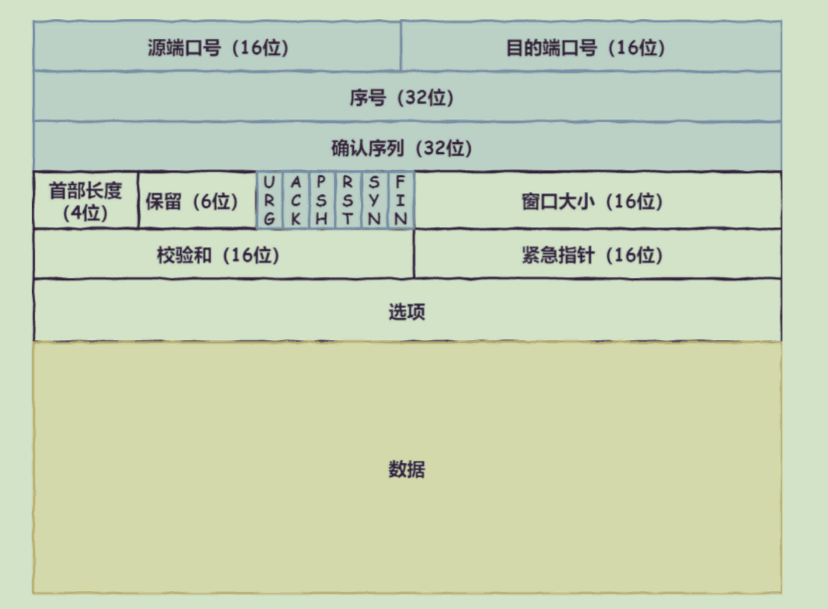 源端口号（16位）
目的端口号（16位）
序号（32位）
确认序列（32位）
首部长度
（4位）
保留（6位）
URG
ACK
PSH
RST
SYN
FIN
窗口大小（16位）
校验和（16位）
紧急指针（16位）
选项
数据